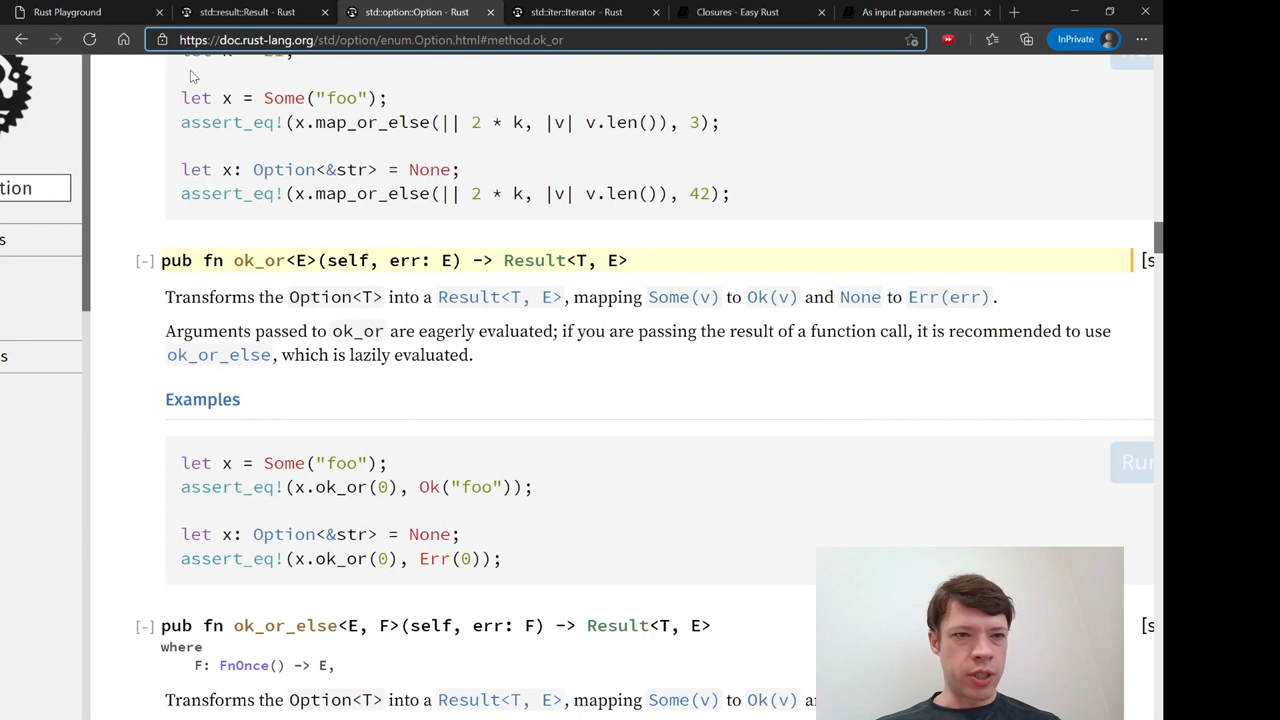 Rust Playground
std::result::Result - Rust
std::option::Option - Rust
std::iter::Iterator - Rust
Closures - Easy Rust
As input parameters - Rust
https://doc.rust-lang.org/std/option/enum.Option.html#method.ok_or
InPrivate
let x = Some("foo");
assert_eq!(x.map_or_else(|| 2 * k, |v| v.len()), 3);
let x: Option<&str> = None;
assert_eq!(x.map_or_else(|| 2 * k, |v| v.len()), 42);
tion
s
[-] pub fn ok_or<E>(self, err: E) -> Result<T, E>
[s
Transforms the Option<T> into a Result<T, E>, mapping Some(v) to Ok(v) and None to Err(err).
Arguments passed to ok_or are eagerly evaluated; if you are passing the result of a function call, it is recommended to use
ok_or_else, which is lazily evaluated.
s
Examples
let x = Some("foo");
assert_eq!(x.ok_or(0), Ok("foo"));
Ru
let x: Option<&str> = None;
assert_eq!(x.ok_or(0), Err(0));
[-] pub fn ok_or_else<E, F>(self, err: F) -> Result<T, E>
[s
where
F: FnOnce() -> E,
Transforms the Option<T> into a Result<T, E>, mapping Some(v) to Ok(v)